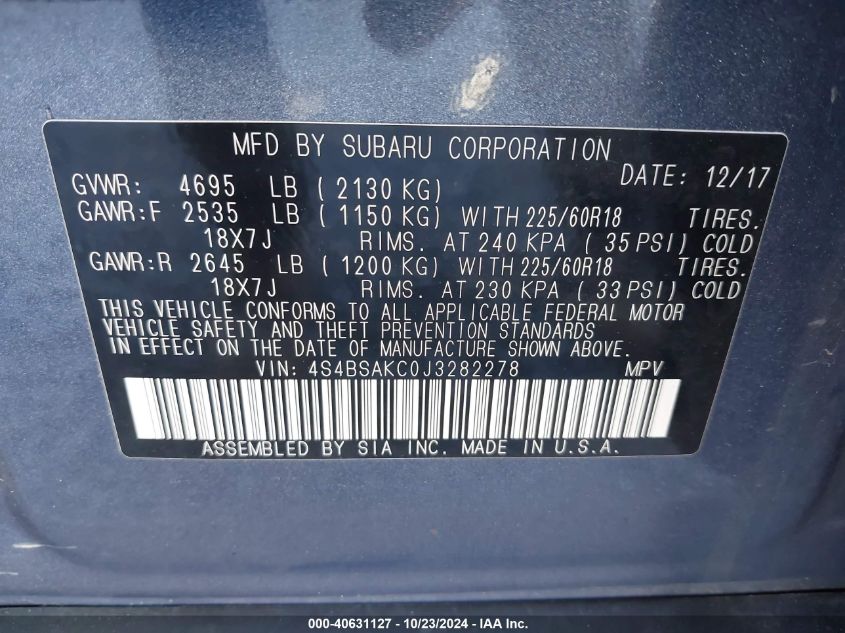 MFD BY SUBARU CORPORATION
DATE: 12/17
GVWR: 4695 LB ( 2130 KG)
GAWR:F 2535 LB ( 1150 KG) WITH 225/60R18 TIRES.
18X7J RIMS. AT 240 KPA ( 35 PSI) COLD
GAWR:R 2645 LB ( 1200 KG) WITH 225/60R18 TIRES.
18X7J RIMS. AT 230 KPA ( 33 PSI) COLD
THIS VEHICLE CONFORMS TO ALL APPLICABLE FEDERAL MOTOR
VEHICLE SAFETY AND THEFT PREVENTION STANDARDS
IN EFFECT ON THE DATE OF MANUFACTURE SHOWN ABOVE.
VIN: 4S4BSAKC0J3282278 MPV
ASSEMBLED BY SIA INC. MADE IN U.S.A.
000-40631127 - 10/23/2024 - IAA Inc.